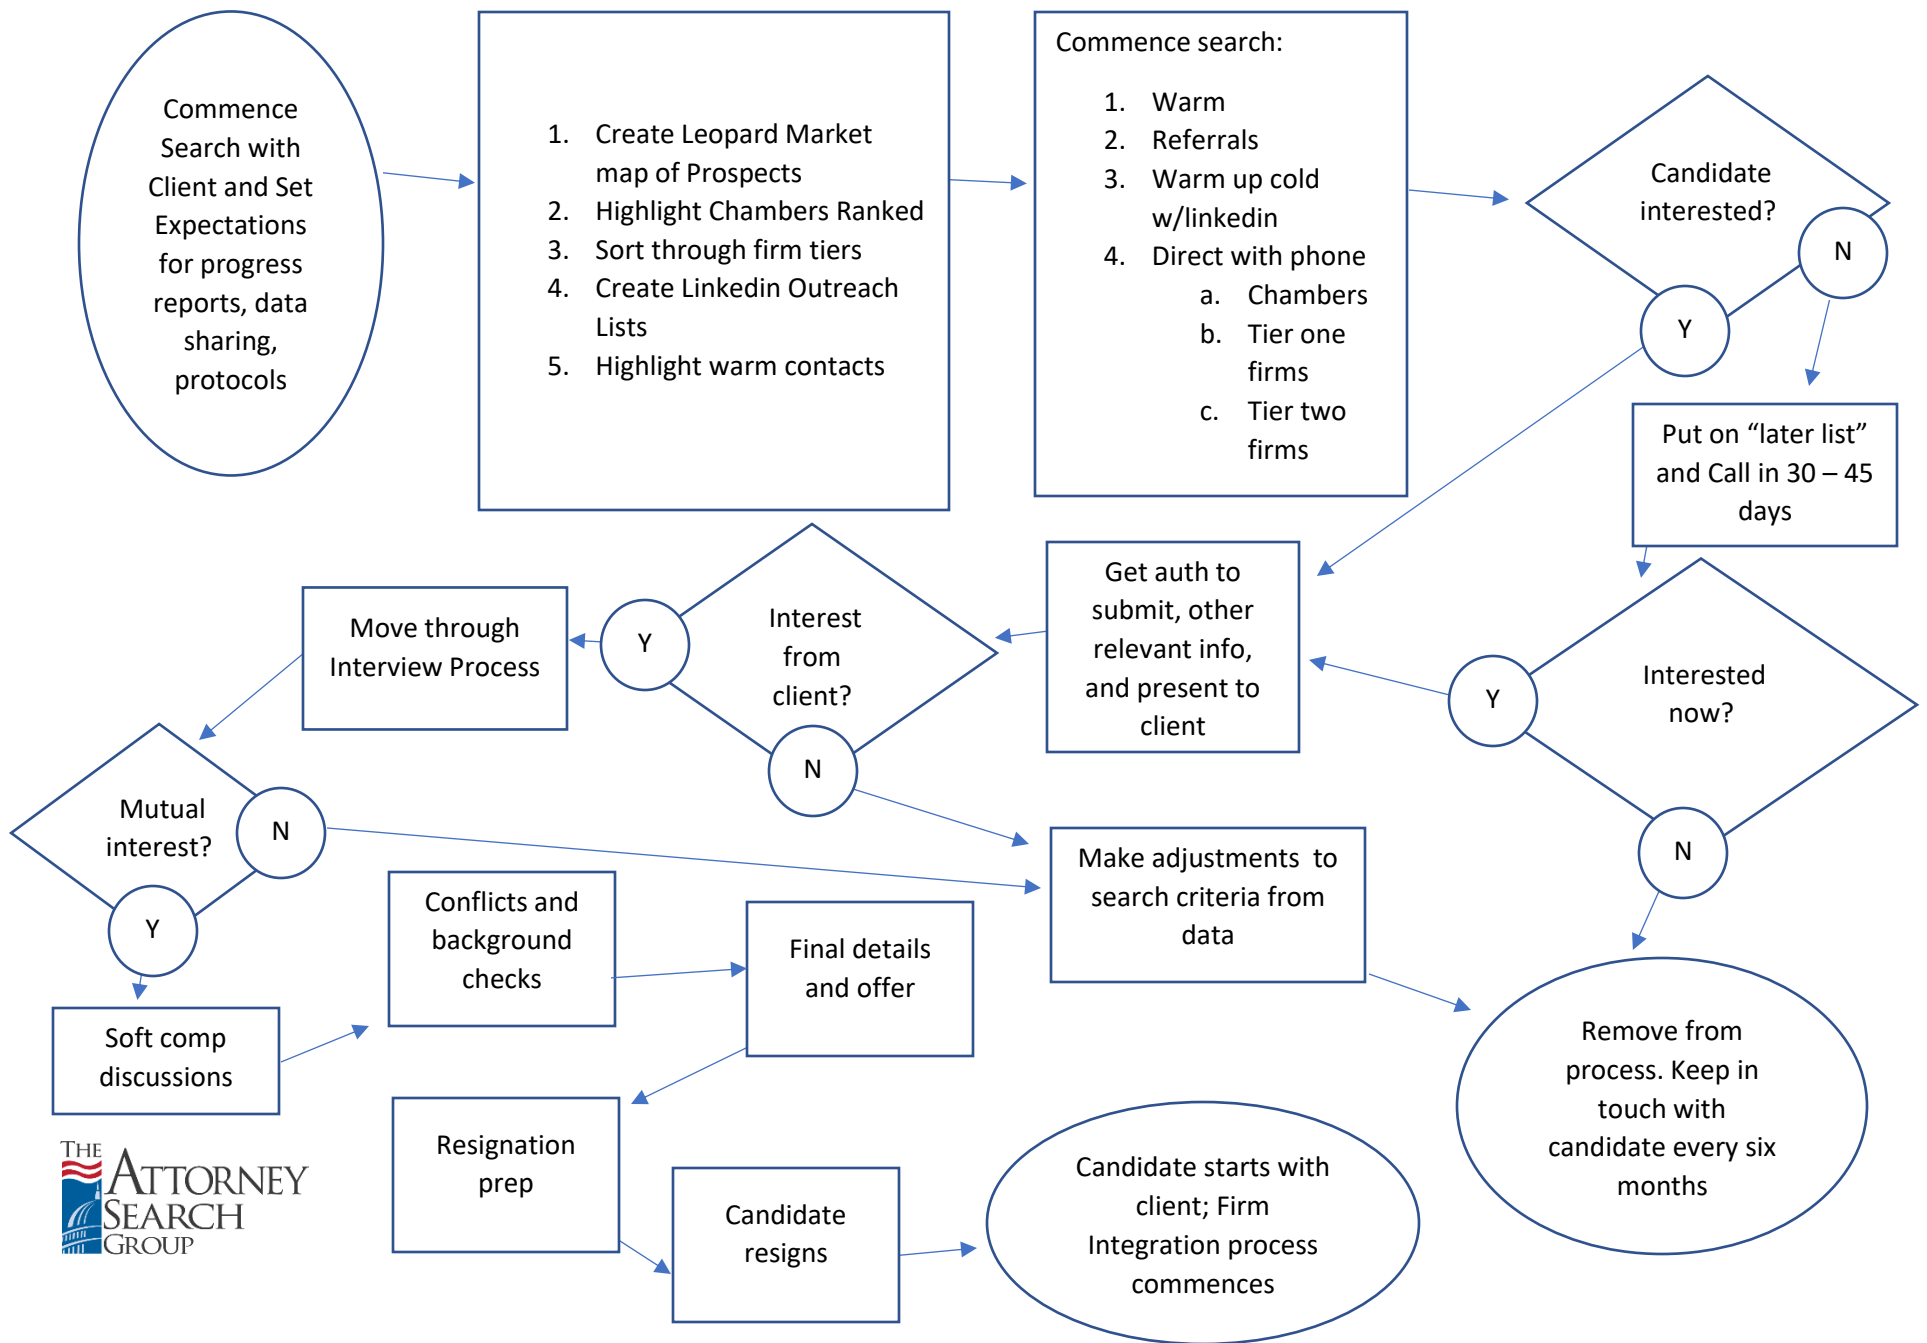 Commence
Search with
Client and Set
Expectations
for progress
reports, data
sharing,
protocols
1. Create Leopard Market
map of Prospects
2. Highlight Chambers Ranked
3. Sort through firm tiers
4. Create Linkedin Outreach
Lists
5. Highlight warm contacts
Commence search:
1. Warm
2. Referrals
3. Warm up cold
w/linkedin
4. Direct with phone
a. Chambers
b. Tier one
firms
c. Tier two
firms
Candidate
interested?
N
Y
Put on “later list”
and Call in 30 – 45
days
Interested
now?
Y
N
Get auth to
submit, other
relevant info,
and present to
client
Interest
from
client?
Y
N
Move through
Interview Process
Mutual
interest?
N
Y
Make adjustments  to
search criteria from
data
Remove from
process. Keep in
touch with
candidate every six
months
Soft comp
discussions
Conflicts and
background
checks
Final details
and offer
Resignation
prep
Candidate
resigns
Candidate starts with
client; Firm
Integration process
commences
THE
ATTORNEY
SEARCH
GROUP